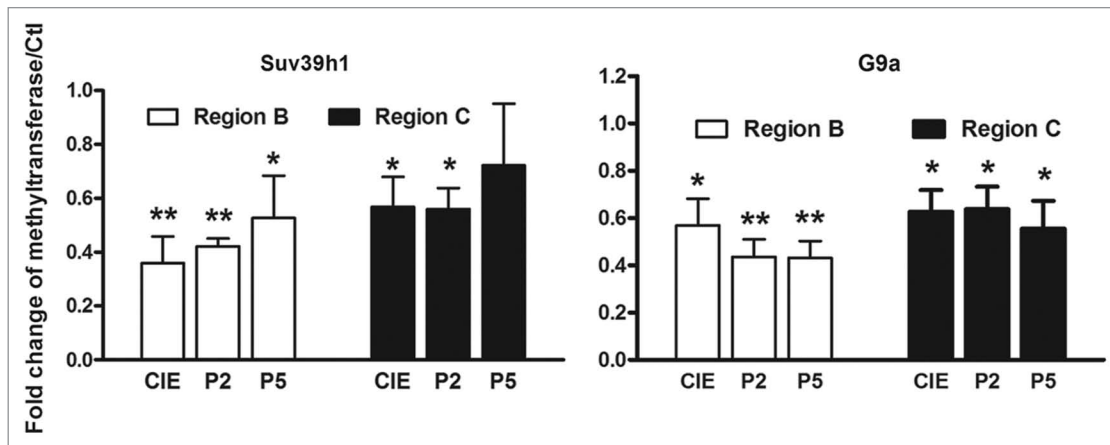 Fold change of methyltransferase/Ctl
Suv39h1
1.0
0.8
0.6
0.4
0.2
0.0
Region B
Region C
**
**
*
*
*
CIE P2 P5 CIE P2 P5
G9a
1.2
1.0
0.8
0.6
0.4
0.2
0.0
Region B
Region C
*
**
**
*
*
*
CIE P2 P5 CIE P2 P5